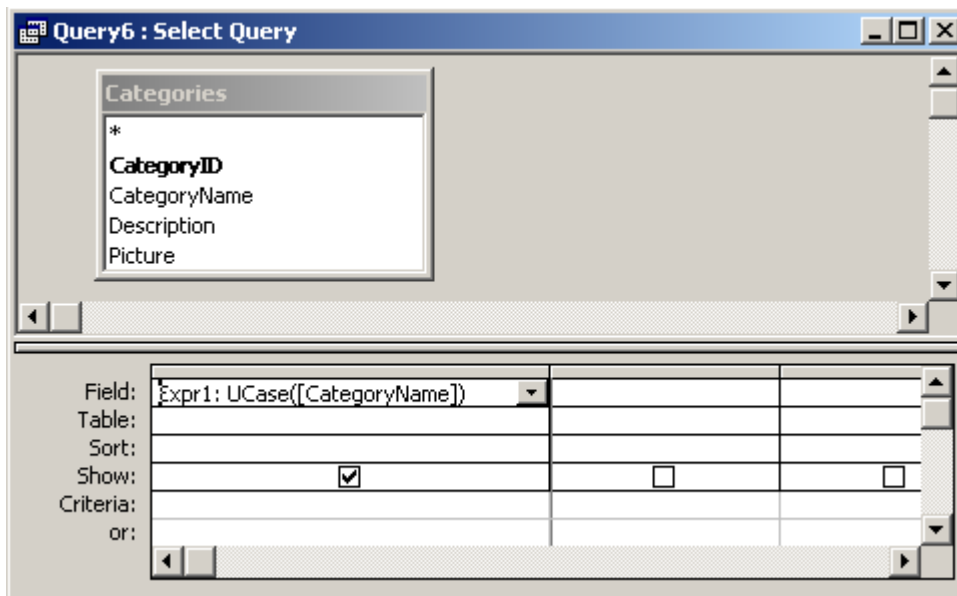 Query6 : Select Query
Categories
*
CategoryID
CategoryName
Description
Picture
Field: Expr1: UCase([CategoryName])
Table:
Sort:
Show:
Criteria:
or: